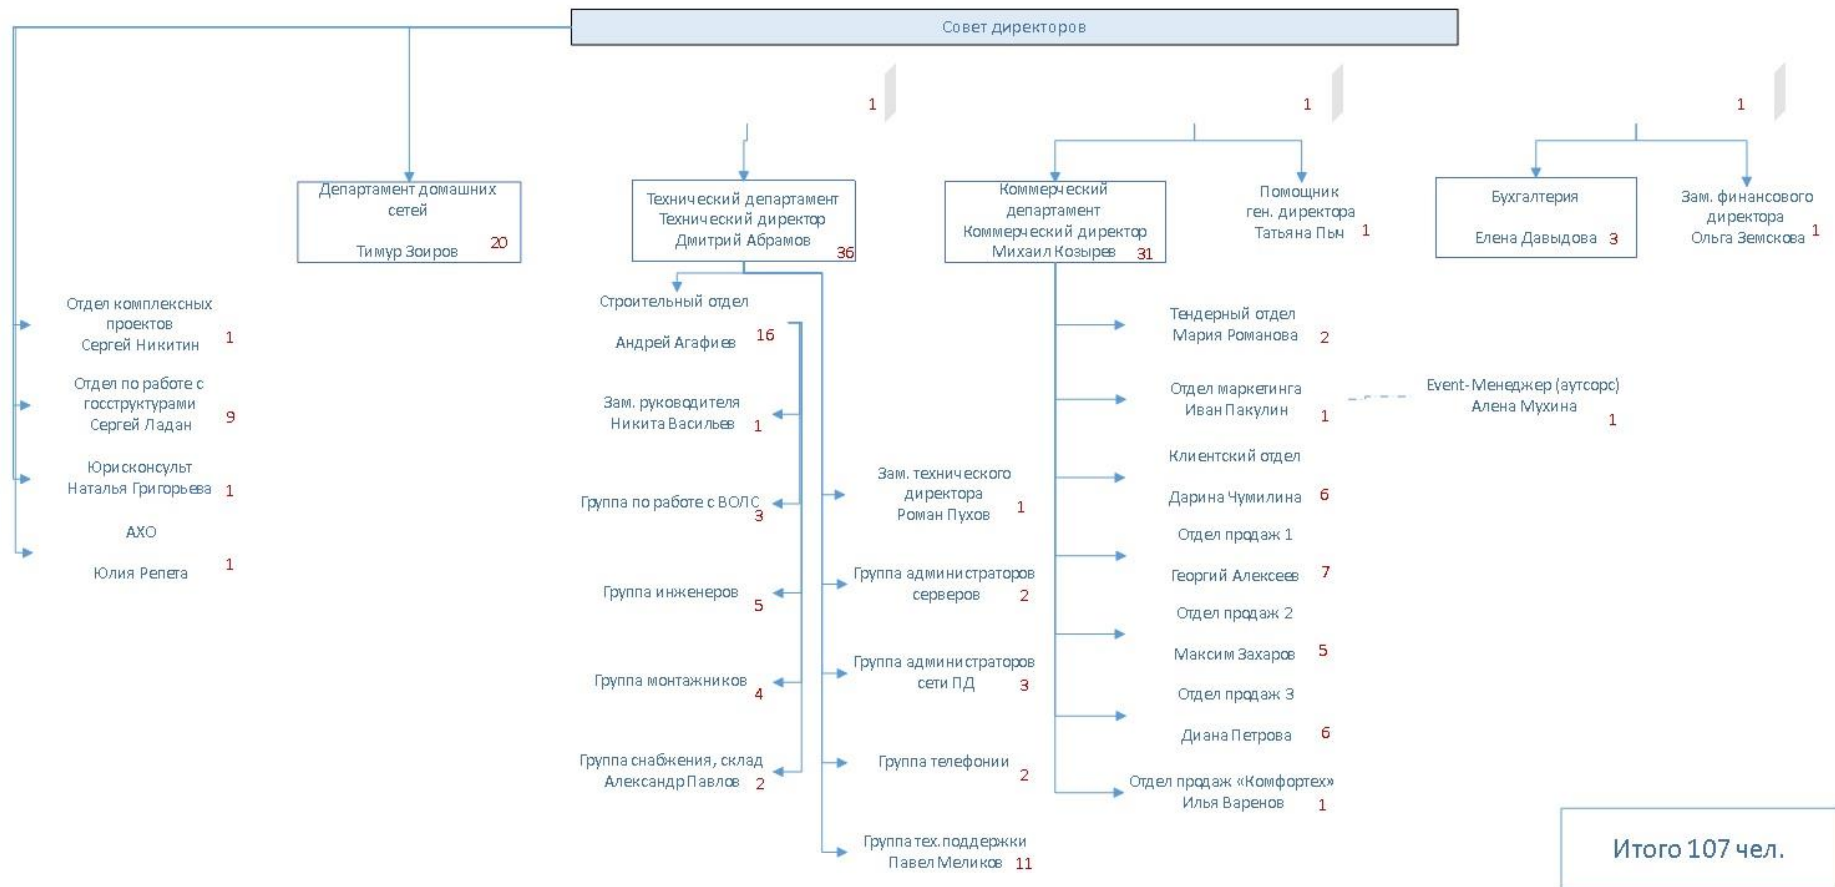 Совет директоров
1
1
1
Департамент домашних
сетей
Тимур Зоиров
20
Технический департамент
Технический директор
Дмитрий Абрамов
36
Коммерческий
департамент
Коммерческий директор
Михаил Козырев
31
Помощник
ген. директора
Татьяна Пыч
1
Бухгалтерия
Елена Давыдова
3
Зам. финансового
директора
Ольга Земскова
1
Отдел комплексных
проектов
Сергей Никитин
1
Отдел по работе с
госструктурами
Сергей Ладан
9
Юрисконсульт
Наталья Григорьева
1
АХО
Юлия Репета
1
Строительный отдел
Андрей Агафиев
16
Зам. руководителя
Никита Васильев
1
Группа по работе с ВОЛС
3
Группа инженеров
5
Группа монтажников
4
Группа снабжения, склад
Александр Павлов
2
Зам. технического
директора
Роман Пухов
1
Группа администраторов
серверов
2
Группа администраторов
сети ПД
3
Группа телефонии
2
Группа тех.поддержки
Павел Меликов
11
Тендерный отдел
Мария Романова
2
Отдел маркетинга
Иван Пакулин
1
Event-Менеджер (аутсорс)
Алена Мухина
1
Клиентский отдел
Дарина Чумилина
6
Отдел продаж 1
Георгий Алексеев
7
Отдел продаж 2
Максим Захаров
5
Отдел продаж 3
Диана Петрова
6
Отдел продаж «Комфортех»
Илья Варенов
1
Итого 107 чел.